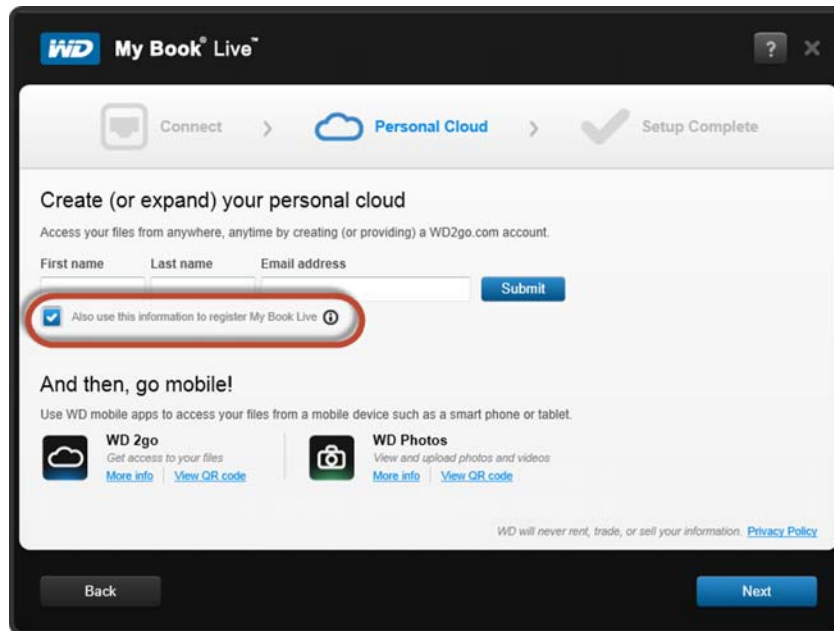 WD My Book® Live™ ?
Connect > Personal Cloud > Setup Complete
Create (or expand) your personal cloud
Access your files from anywhere, anytime by creating (or providing) a WD2go.com account.
First name Last name Email address
Submit
Also use this information to register My Book Live
And then, go mobile!
Use WD mobile apps to access your files from a mobile device such as a smart phone or tablet.
WD 2go WD Photos
Get access to your files View and upload photos and videos
More info View QR code More info View QR code
WD will never rent, trade, or sell your information. Privacy Policy
Back Next